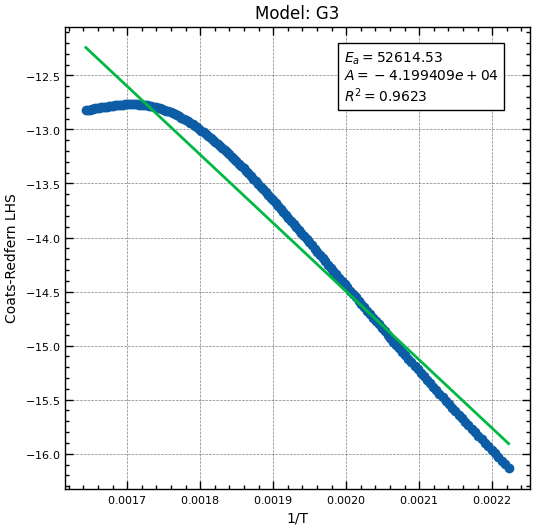 Model: G3
E_a = 52614.53
A = −4.199409e + 04
R² = 0.9623
Coats-Redfern LHS
−12.5
−13.0
−13.5
−14.0
−14.5
−15.0
−15.5
−16.0
0.0017 0.0018 0.0019 0.0020 0.0021 0.0022
1/T